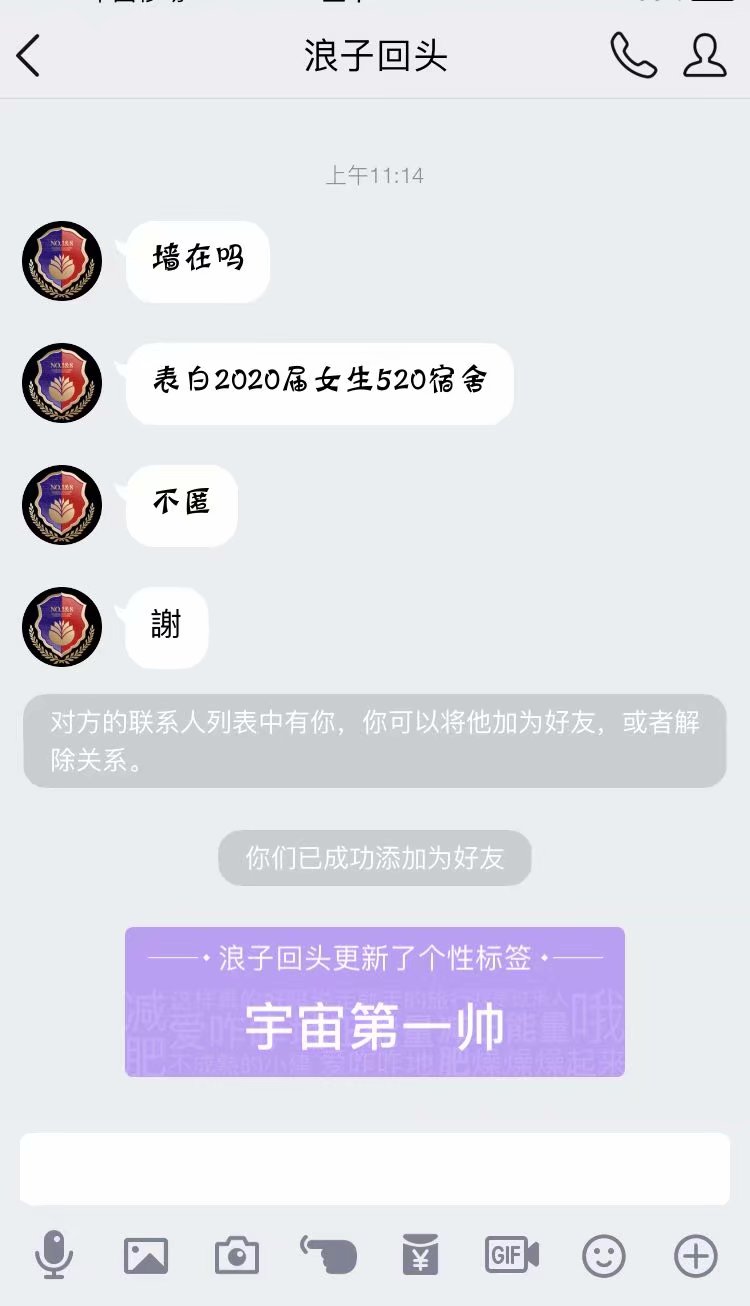 浪子回头
上午11:14
墙在吗
表白2020届女生520宿舍
不匿
謝
对方的联系人列表中有你，你可以将他加为好友，或者解
除关系。
你们已成功添加为好友
浪子回头更新了个性标签
宇宙第一帅
GIF